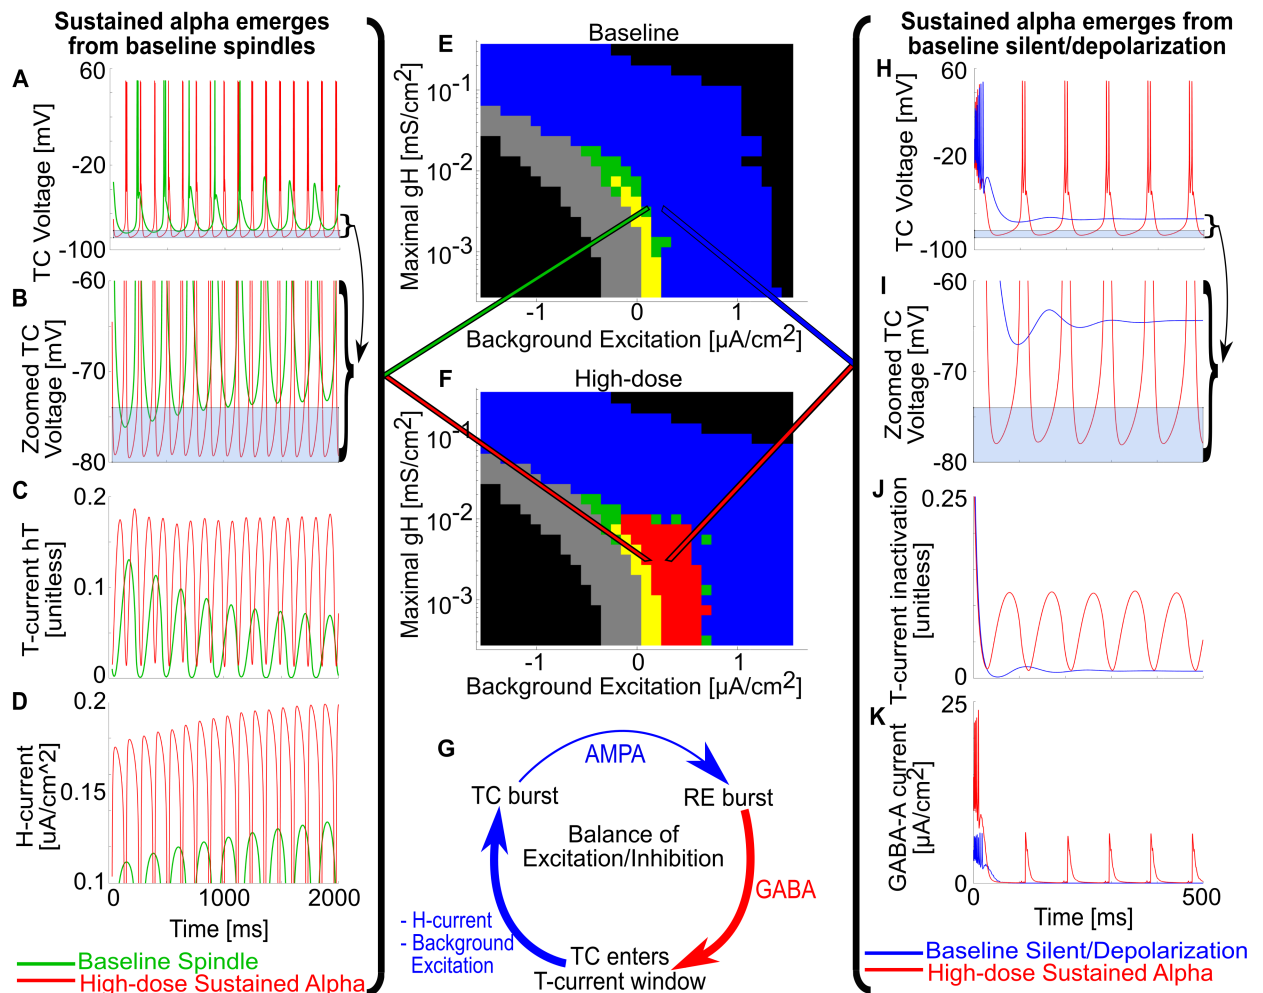 Sustained alpha emerges
from baseline spindles
A
60
-20
-100
TC Voltage [mV]
B
-60
-70
-80
Zoomed TC
Voltage [mV]
C
0.2
0.1
0
T-current hT
[unitless]
D
0.2
0.15
0.1
H-current
[uA/cm^2]
0
1000
2000
Time [ms]
Baseline Spindle
High-dose Sustained Alpha
E
Baseline
10-1
10-2
10-3
Maximal gH [mS/cm2]
-1
0
1
Background Excitation [µA/cm2]
F
High-dose
10-1
10-2
10-3
Maximal gH [mS/cm2]
-1
0
1
Background Excitation [µA/cm2]
G
AMPA
TC burst
RE burst
Balance of
Excitation/Inhibition
GABA
- H-current
- Background
Excitation
TC enters
T-current window
Sustained alpha emerges from
baseline silent/depolarization
H
60
-20
-100
TC Voltage [mV]
I
-60
-70
-80
Zoomed TC
Voltage [mV]
J
0.25
0
T-current inactivation
[unitless]
K
25
0
GABA-A current
[µA/cm2]
0
500
Time [ms]
Baseline Silent/Depolarization
High-dose Sustained Alpha